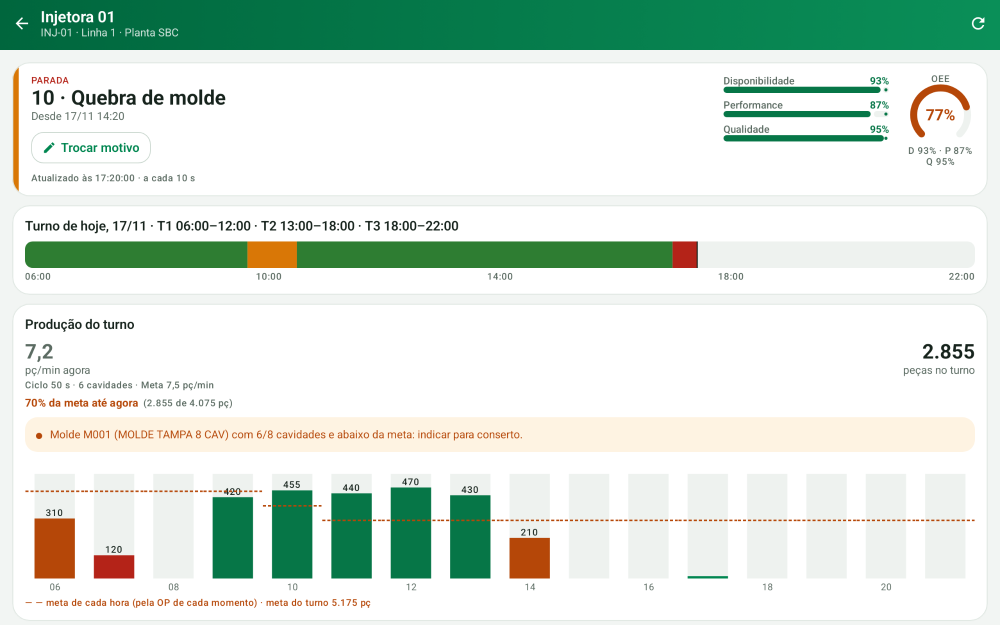 Injetora 01
INJ-01 · Linha 1 · Planta SBC
PARADA
10 · Quebra de molde
Desde 17/11 14:20
Trocar motivo
Atualizado às 17:20:00 · a cada 10 s
Disponibilidade 93%
Performance 87%
Qualidade 95%
OEE
77%
D 93% · P 87%
Q 95%
Turno de hoje, 17/11 · T1 06:00–12:00 · T2 13:00–18:00 · T3 18:00–22:00
06:00 10:00 14:00 18:00 22:00
Produção do turno
7,2 2.855
pç/min agora peças no turno
Ciclo 50 s · 6 cavidades · Meta 7,5 pç/min
70% da meta até agora (2.855 de 4.075 pç)
Molde M001 (MOLDE TAMPA 8 CAV) com 6/8 cavidades e abaixo da meta: indicar para conserto.
310 120 420 455 440 470 430 210
06 08 10 12 14 16 18 20
— — meta de cada hora (pela OP de cada momento) · meta do turno 5.175 pç